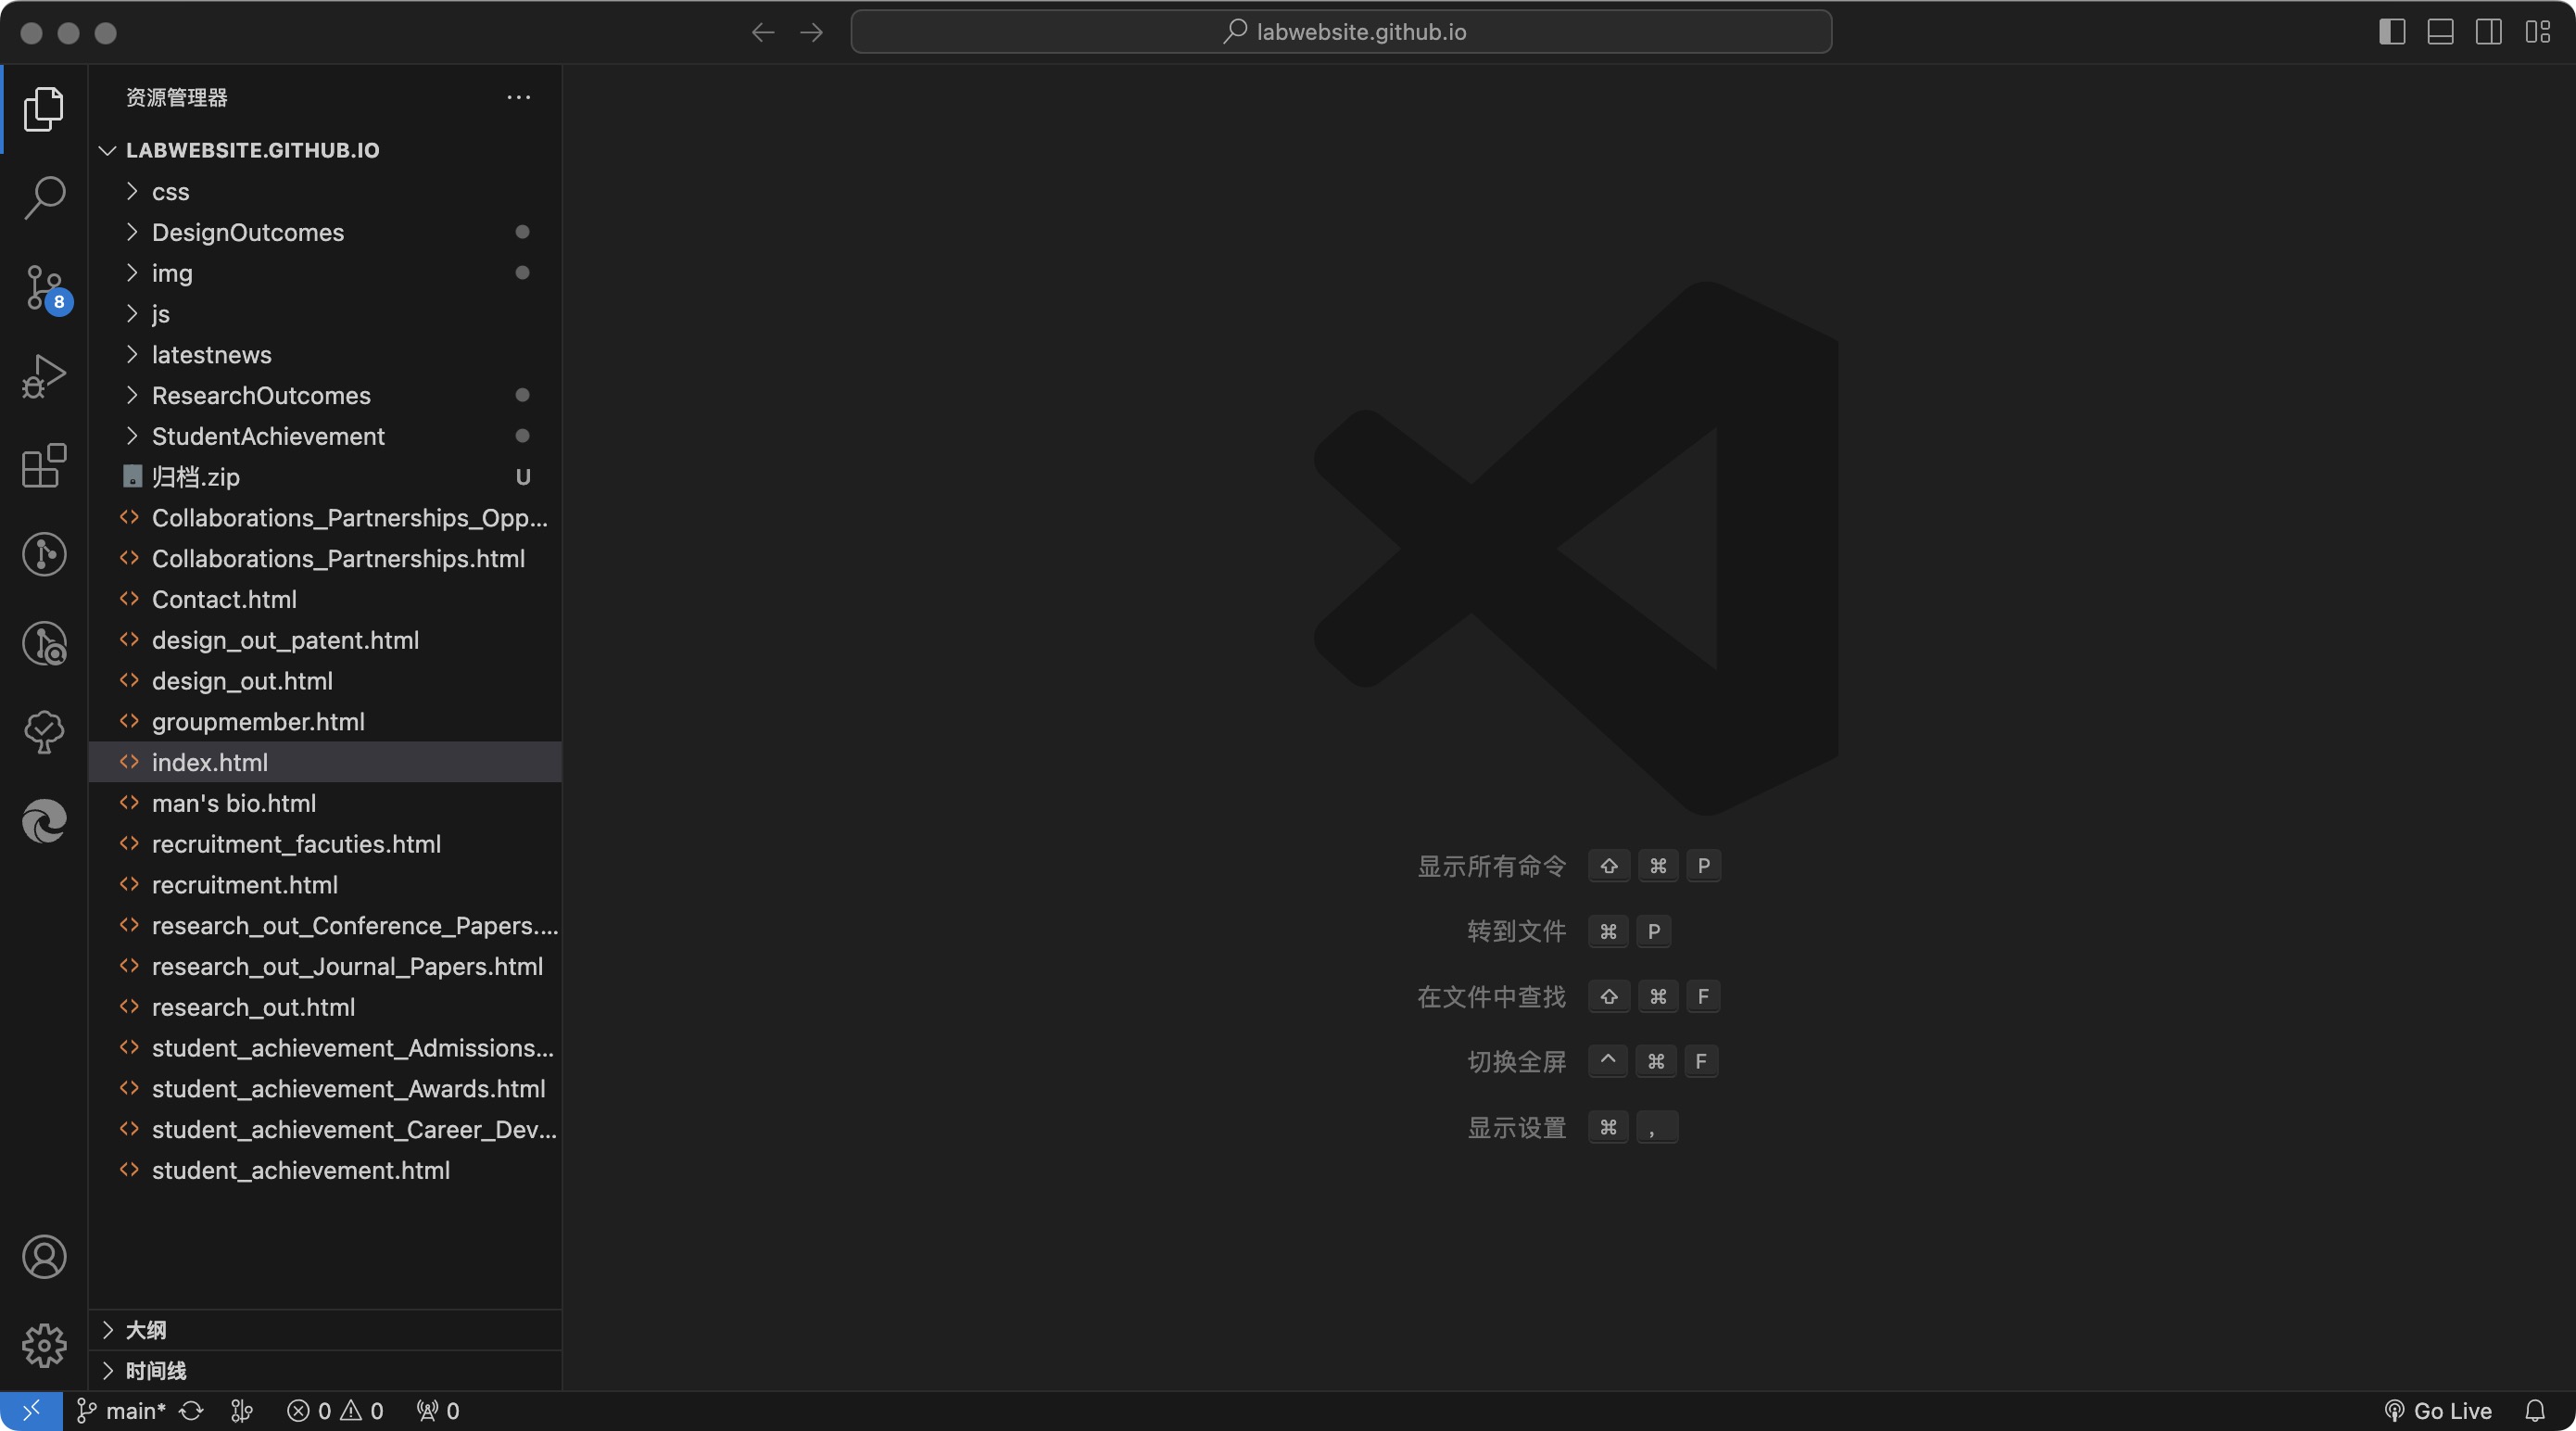 labwebsite.github.io
资源管理器
LABWEBSITE.GITHUB.IO
css
DesignOutcomes
img
js
latestnews
ResearchOutcomes
StudentAchievement
归档.zip U
Collaborations_Partnerships_Opp...
Collaborations_Partnerships.html
Contact.html
design_out_patent.html
design_out.html
groupmember.html
index.html
man's bio.html
recruitment_facuties.html
recruitment.html
research_out_Conference_Papers....
research_out_Journal_Papers.html
research_out.html
student_achievement_Admissions...
student_achievement_Awards.html
student_achievement_Career_Dev...
student_achievement.html
大纲
时间线
8
显示所有命令 ⇧ ⌘ P
转到文件 ⌘ P
在文件中查找 ⇧ ⌘ F
切换全屏 ^ ⌘ F
显示设置 ⌘ ,
main* 0 0 0 Go Live